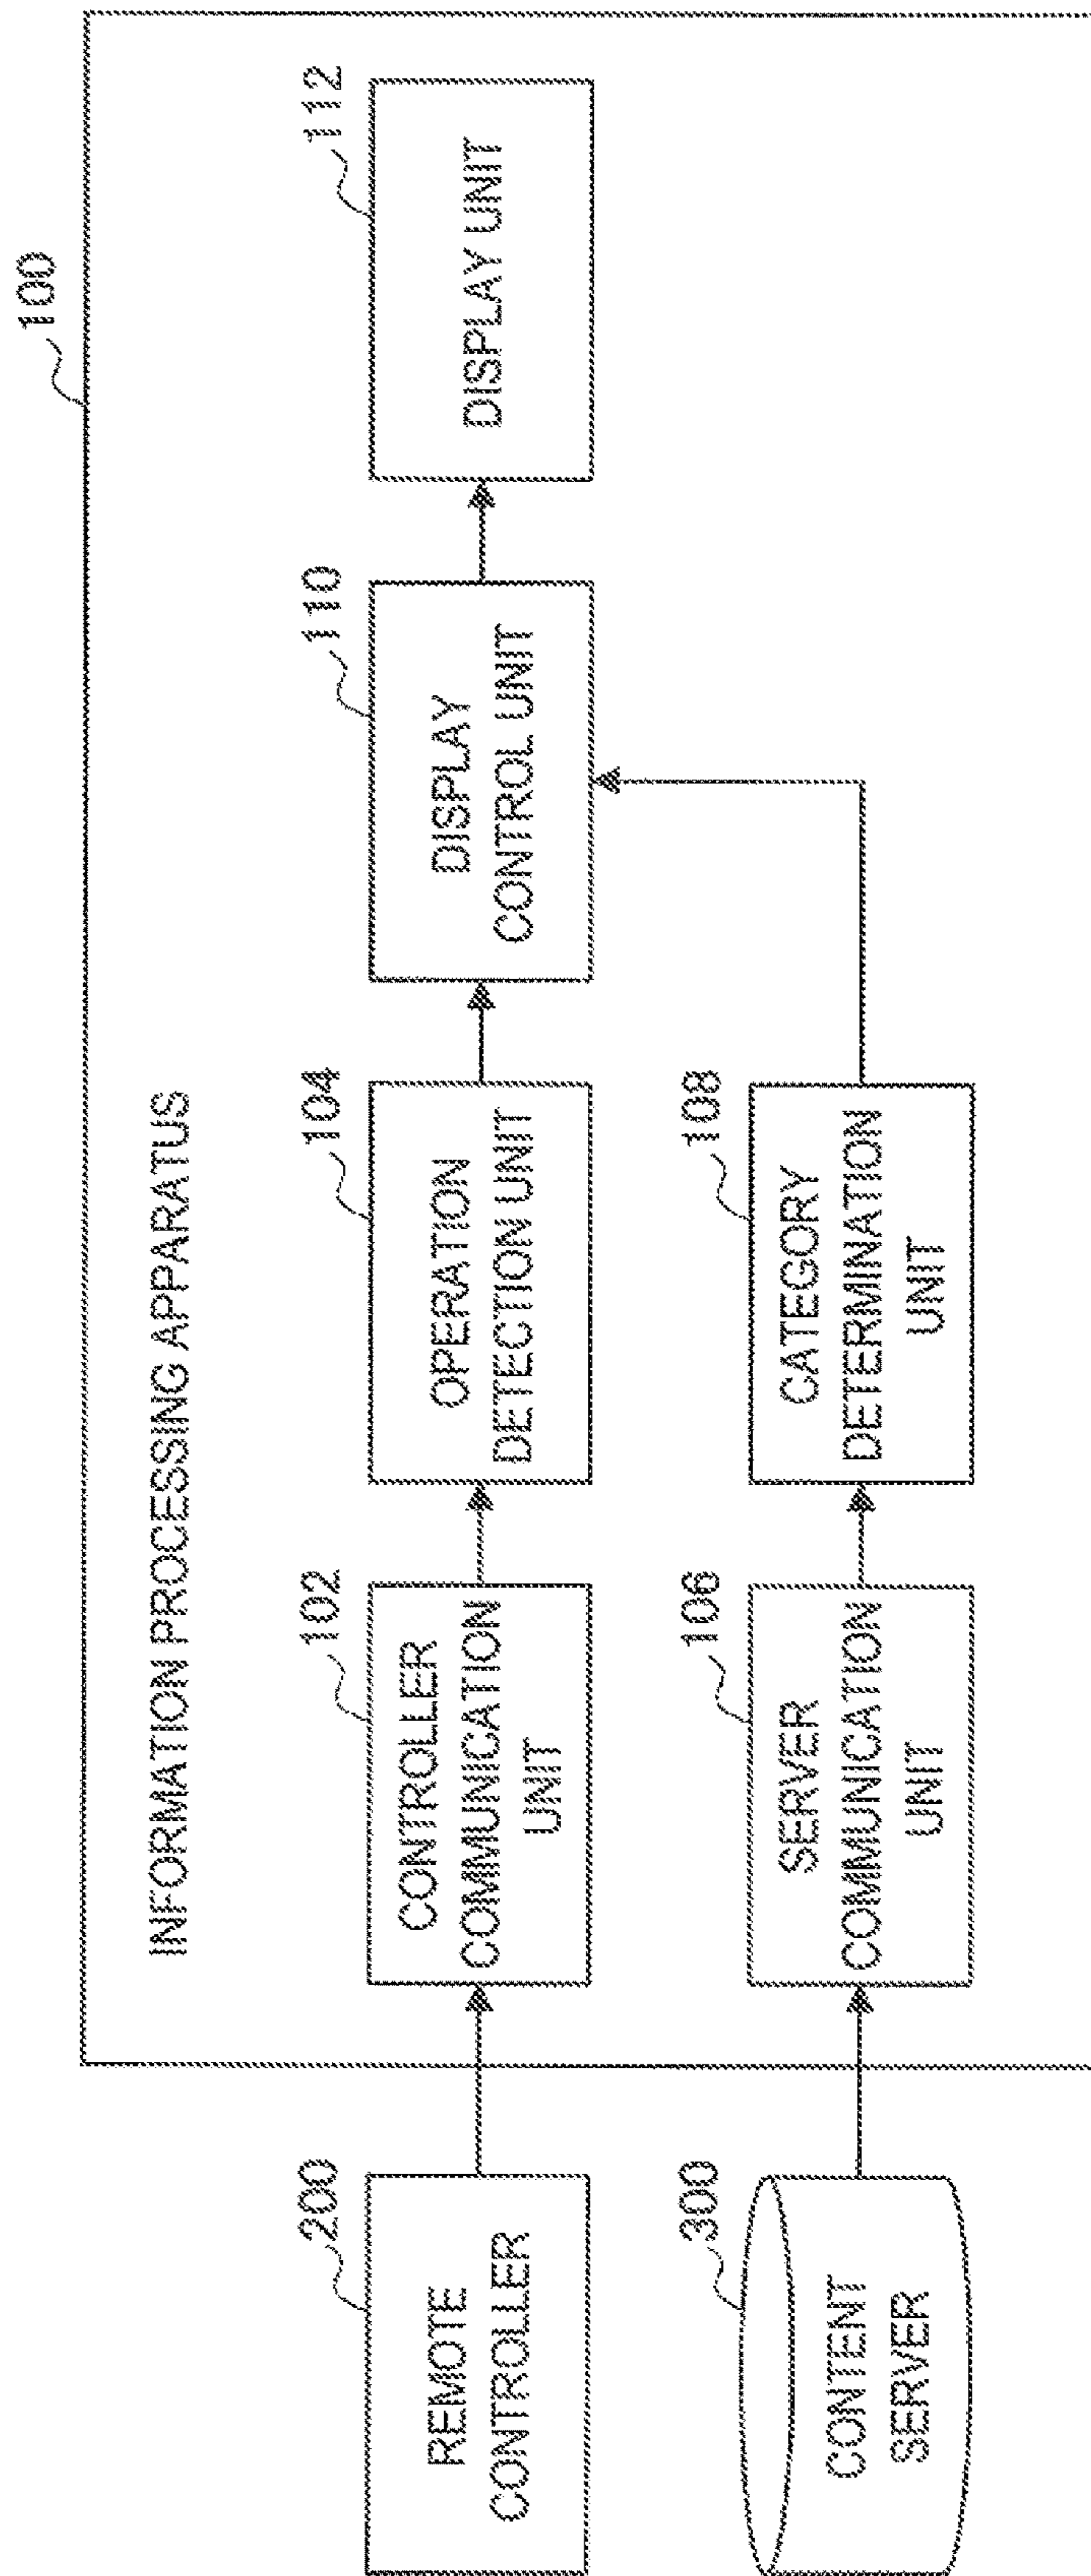 100
INFORMATION PROCESSING APPARATUS
200
REMOTE
CONTROLLER
102
CONTROLLER
COMMUNICATION
UNIT
104
OPERATION
DETECTION UNIT
110
DISPLAY
CONTROL UNIT
112
DISPLAY UNIT
300
CONTENT
SERVER
106
SERVER
COMMUNICATION
UNIT
108
CATEGORY
DETERMINATION
UNIT